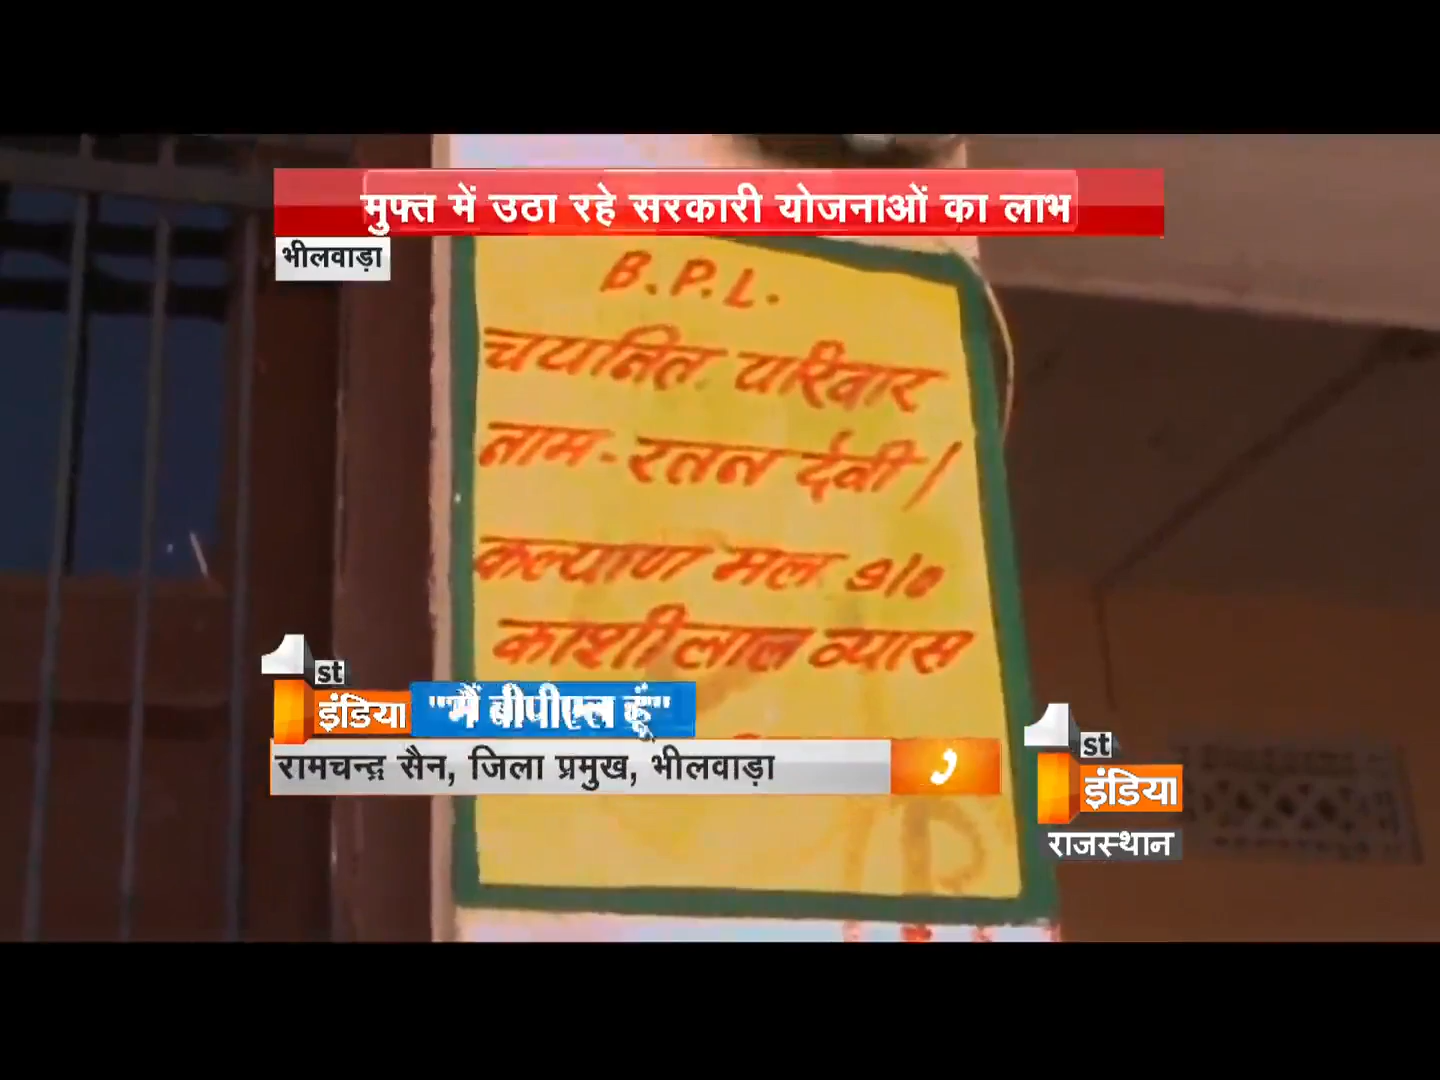 मुफ्त में उठा रहे सरकारी योजनाओं का लाभ
भीलवाड़ा
B.P.L.
चयनित परिवार
नाम-रतन देवी/
कल्याण मल s/o
काशीलाल व्यास
1st
इंडिया
"मैं बीपीएल हूं"
रामचन्द्र सैन, जिला प्रमुख, भीलवाड़ा
1st
इंडिया
राजस्थान